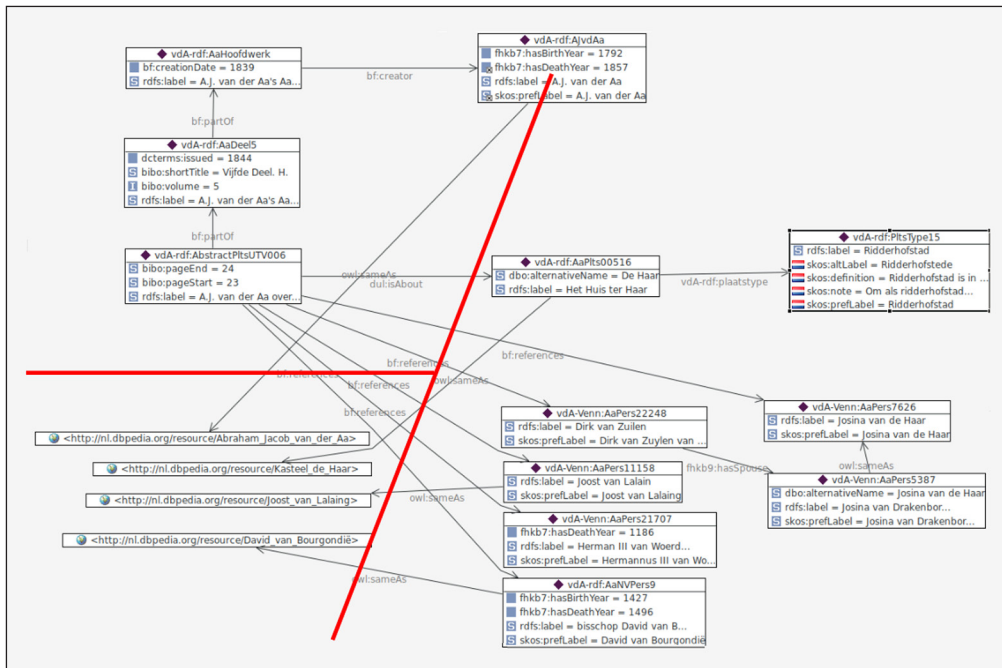 vdA-rdf:AaHoofdwerk
bf:creationDate = 1839
rdfs:label = A.J. van der Aa's Aa...
bf:creator
vdA-rdf:AJvdAa
fhkb7:hasBirthYear = 1792
fhkb7:hasDeathYear = 1857
rdfs:label = A.J. van der Aa
skos:prefLabel = A.J. van der Aa
bf:partOf
vdA-rdf:AaDeel5
dcterms:issued = 1844
bibo:shortTitle = Vijfde Deel. H.
bibo:volume = 5
rdfs:label = A.J. van der Aa's Aa...
bf:partOf
vdA-rdf:AbstractPltsUTV006
bibo:pageEnd = 24
bibo:pageStart = 23
rdfs:label = A.J. van der Aa over...
owl:sameAs
dul:isAbout
vdA-rdf:AaPlts00516
dbo:alternativeName = De Haar
rdfs:label = Het Huis ter Haar
vdA-rdf:plaatstype
vdA-rdf:PltsType15
rdfs:label = Ridderhofstad
skos:altLabel = Ridderhofstede
skos:definition = Ridderhofstad is in ...
skos:note = Om als ridderhofstad...
skos:prefLabel = Ridderhofstad
bf:references
bf:references
bf:references
bf:references
bf:references
owl:sameAs
vdA-Venn:AaPers22248
rdfs:label = Dirk van Zuilen
skos:prefLabel = Dirk van Zuylen van ...
vdA-Venn:AaPers7626
rdfs:label = Josina van de Haar
skos:prefLabel = Josina van de Haar
fhkb9:hasSpouse
owl:sameAs
vdA-Venn:AaPers5387
dbo:alternativeName = Josina van de Haar
rdfs:label = Josina van Drakenbor...
skos:prefLabel = Josina van Drakenbor...
<http://nl.dbpedia.org/resource/Abraham_Jacob_van_der_Aa>
<http://nl.dbpedia.org/resource/Kasteel_de_Haar>
<http://nl.dbpedia.org/resource/Joost_van_Lalaing>
owl:sameAs
vdA-Venn:AaPers11158
rdfs:label = Joost van Lalain
skos:prefLabel = Joost van Lalaing
<http://nl.dbpedia.org/resource/David_van_Bourgondië>
vdA-Venn:AaPers21707
fhkb7:hasDeathYear = 1186
rdfs:label = Herman III van Woerd...
skos:prefLabel = Hermannus III van Wo...
owl:sameAs
vdA-rdf:AaNVPers9
fhkb7:hasBirthYear = 1427
fhkb7:hasDeathYear = 1496
rdfs:label = bisschop David van B...
skos:prefLabel = David van Bourgondië